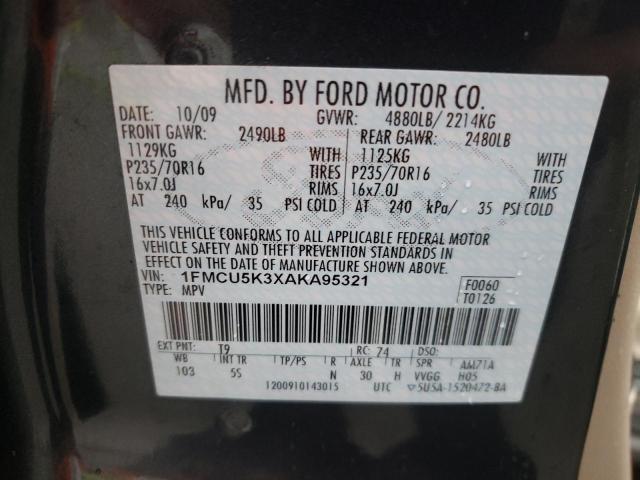 MFD. BY FORD MOTOR CO.
DATE: 10/09 GVWR: 4880LB/ 2214KG
FRONT GAWR: 2490LB REAR GAWR: 2480LB
1129KG WITH 1125KG WITH
P235/70R16 TIRES P235/70R16 TIRES
16x7.0J RIMS 16x7.0J RIMS
AT 240 kPa/ 35 PSI COLD AT 240 kPa/ 35 PSI COLD
THIS VEHICLE CONFORMS TO ALL APPLICABLE FEDERAL MOTOR
VEHICLE SAFETY AND THEFT PREVENTION STANDARDS IN
EFFECT ON THE DATE OF MANUFACTURE SHOWN ABOVE.
VIN: 1FMCU5K3XAKA95321 F0060
TYPE: MPV T0126
EXT PNT: T9 RC: 74 DSO:
WB INT TR TP/PS R AXLE TR SPR AM71A
103 5S N 30 H VVGG H05
1200910143015 UTC ▽5U5A-1520472-BA